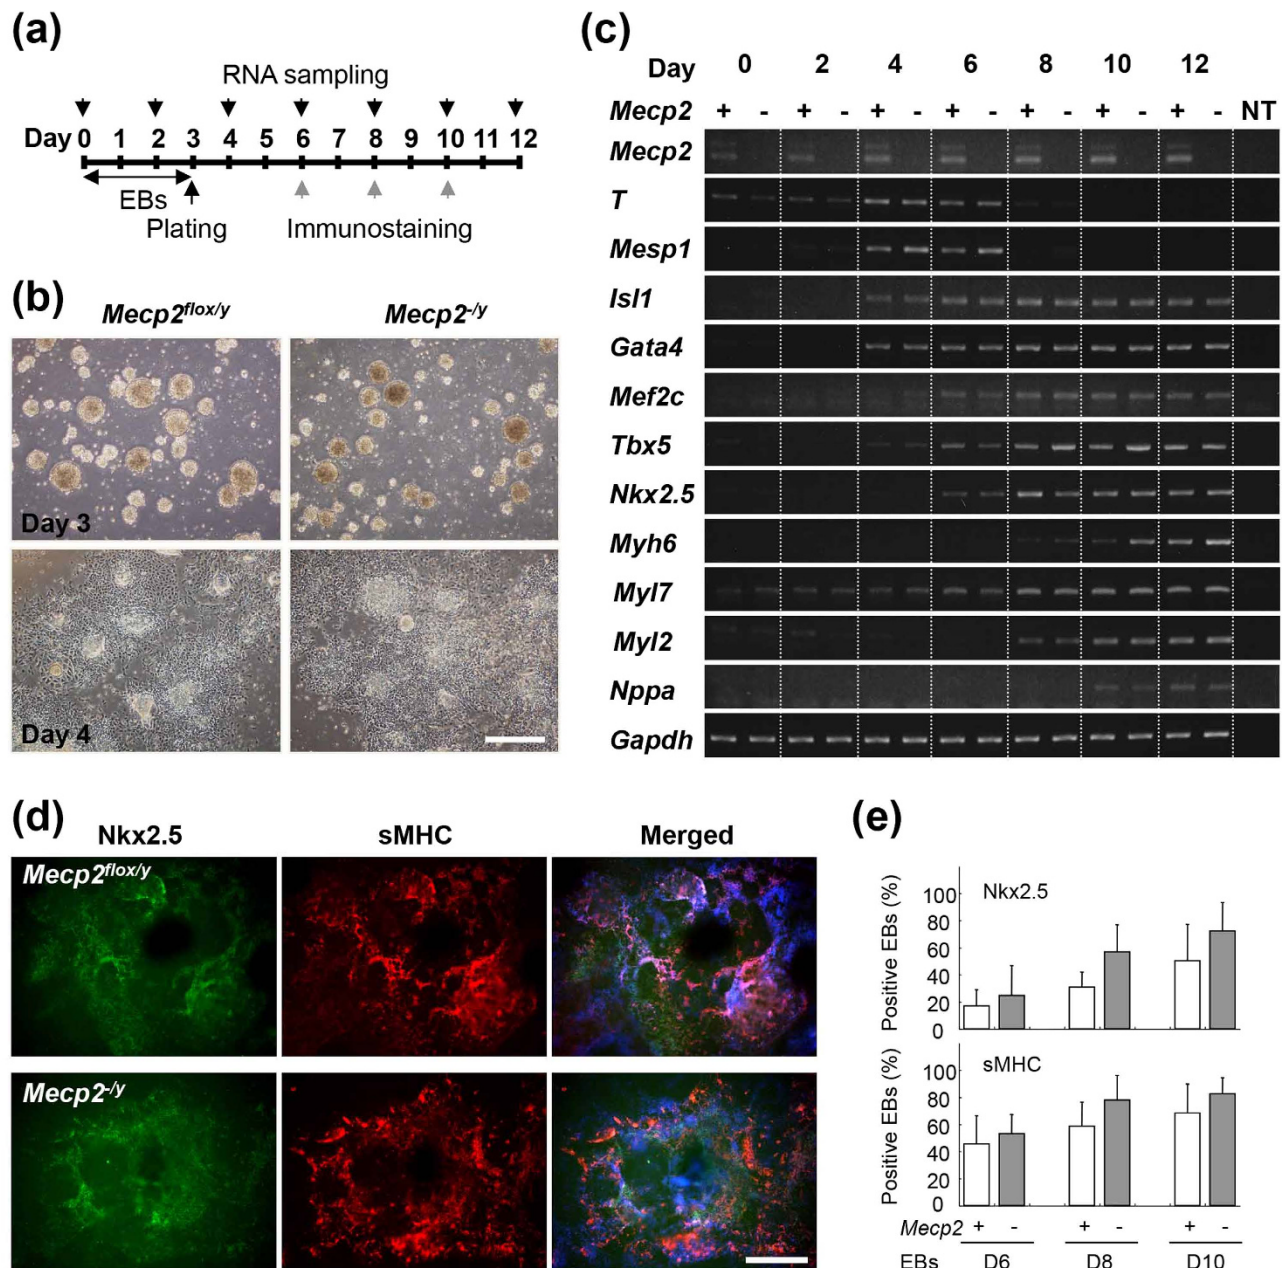 (a)
RNA sampling
Day 0 1 2 3 4 5 6 7 8 9 10 11 12
EBs
Plating Immunostaining
(b)
Mecp2flox/y Mecp2-/y
Day 3
Day 4
(c)
Day 0 2 4 6 8 10 12
Mecp2 + - + - + - + - + - + - + - NT
Mecp2
T
Mesp1
Isl1
Gata4
Mef2c
Tbx5
Nkx2.5
Myh6
Myl7
Myl2
Nppa
Gapdh
(d)
Nkx2.5 sMHC Merged
Mecp2flox/y
Mecp2-/y
(e)
Positive EBs (%)
100
80
60
40
20
0
Nkx2.5
Positive EBs (%)
100
80
60
40
20
0
sMHC
Mecp2 + - + - + -
EBs D6 D8 D10